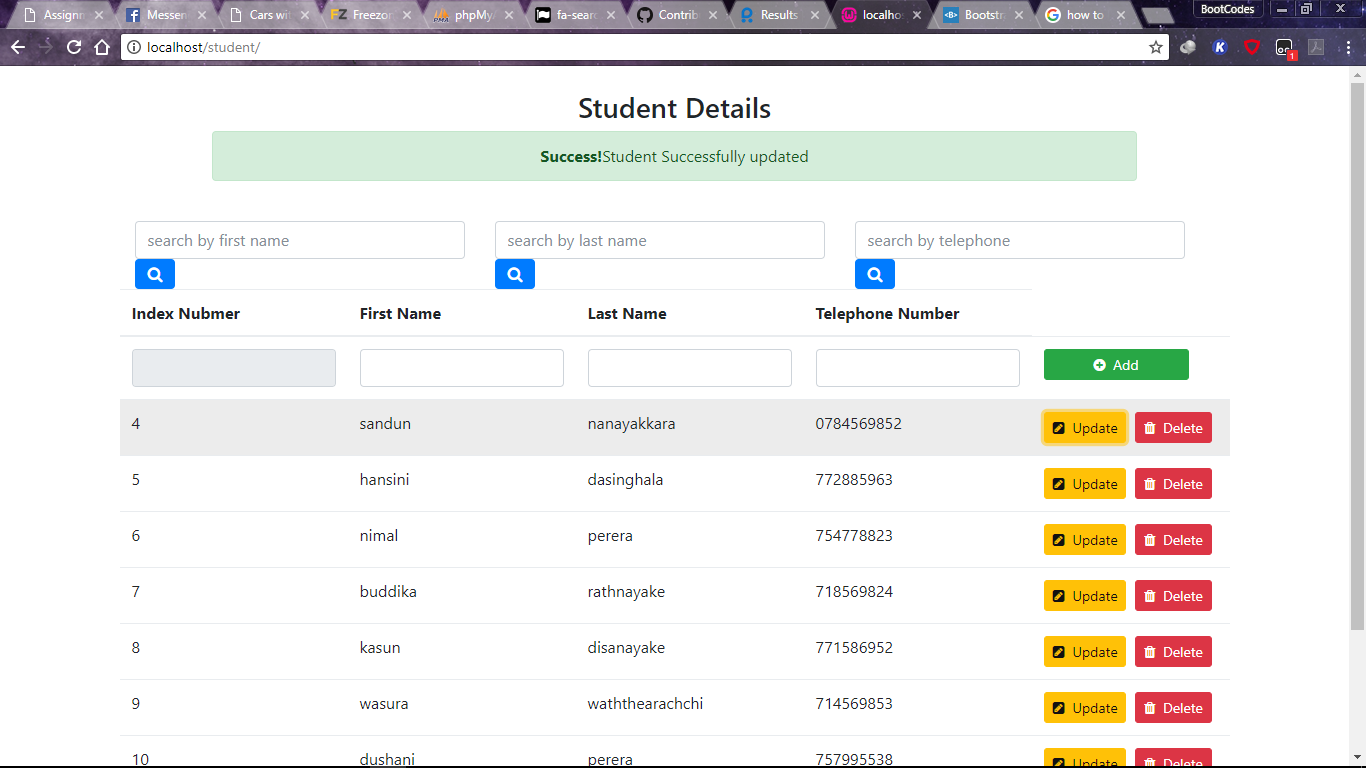 Assignm Messen Cars wi Freezon phpMy fa-sear Contrib Results localhos Bootstr how to BootCodes
localhost/student/
1
Student Details
Success!Student Successfully updated
search by first name search by last name search by telephone
Index Nubmer First Name Last Name Telephone Number
Add
4 sandun nanayakkara 0784569852 Update Delete
5 hansini dasinghala 772885963 Update Delete
6 nimal perera 754778823 Update Delete
7 buddika rathnayake 718569824 Update Delete
8 kasun disanayake 771586952 Update Delete
9 wasura waththearachchi 714569853 Update Delete
10 dushani perera 757995538 Update Delete